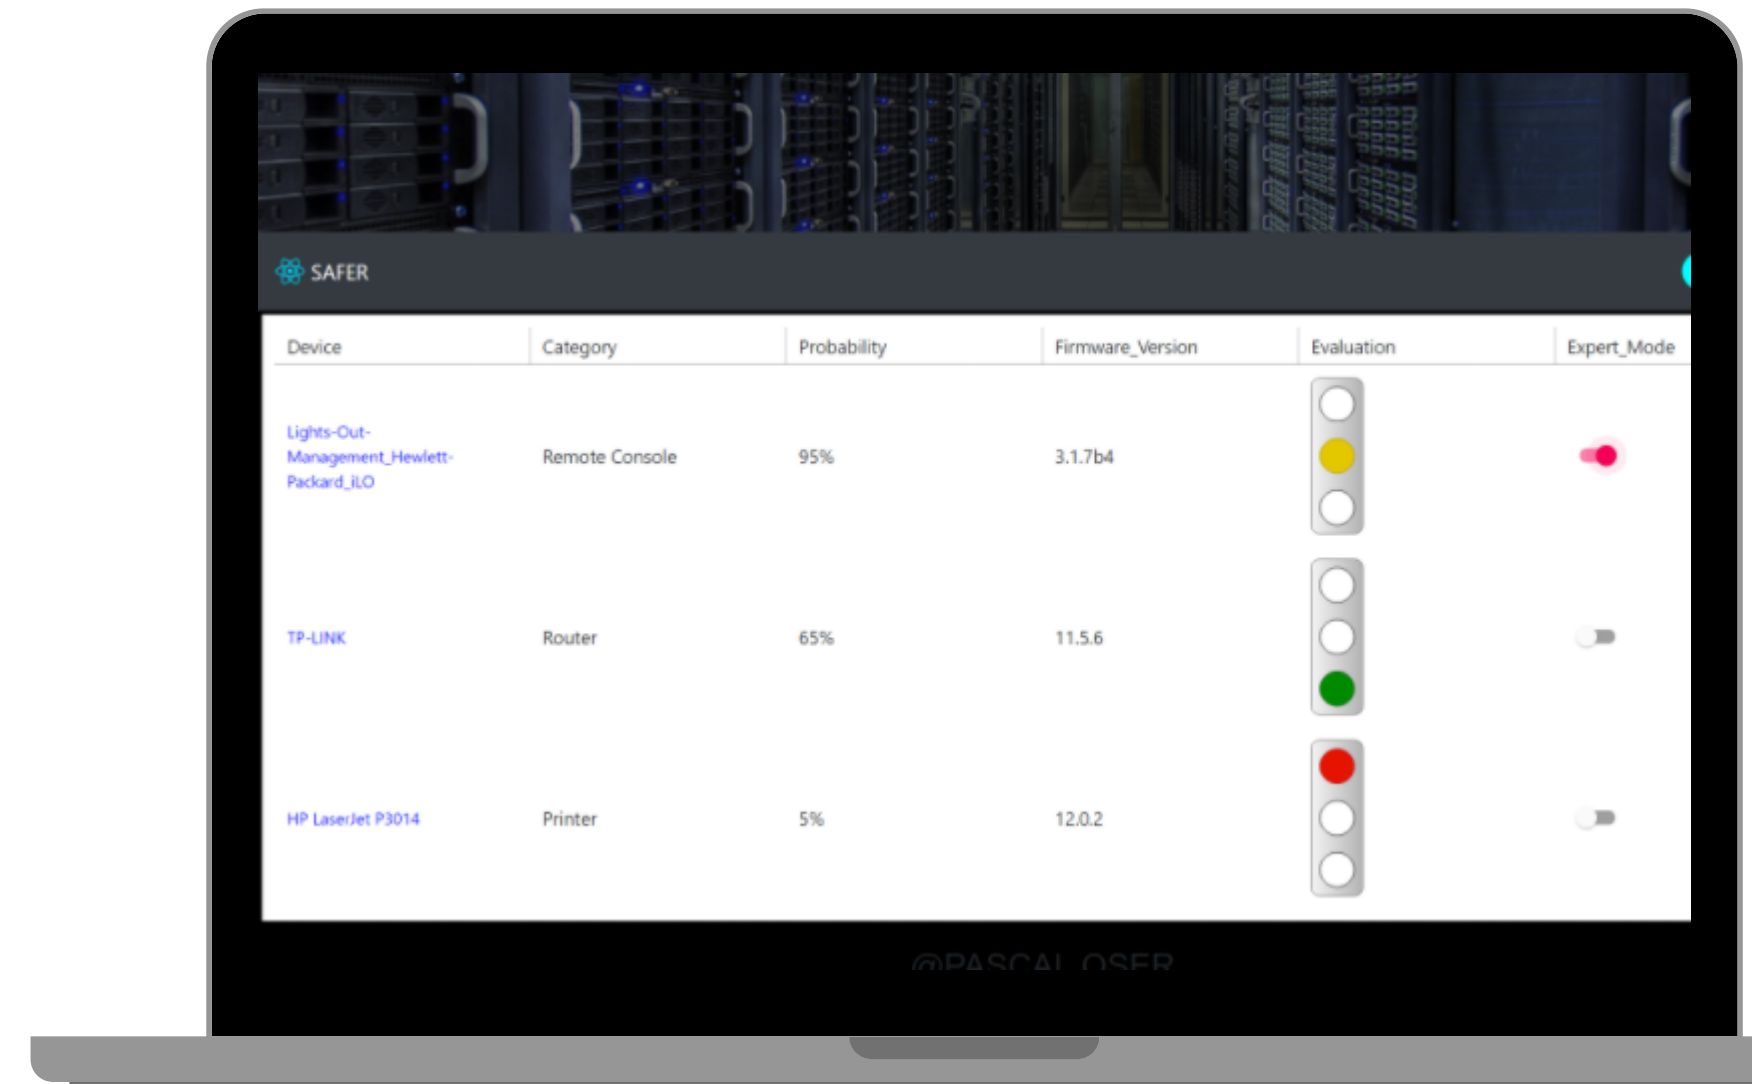 SAFER
Device Category Probability Firmware_Version Evaluation Expert_Mode
Lights-Out-
Management_Hewlett-
Packard_iLO
Remote Console 95% 3.1.7b4
TP-LINK Router 65% 11.5.6
HP LaserJet P3014 Printer 5% 12.0.2
@PASCAL OSER